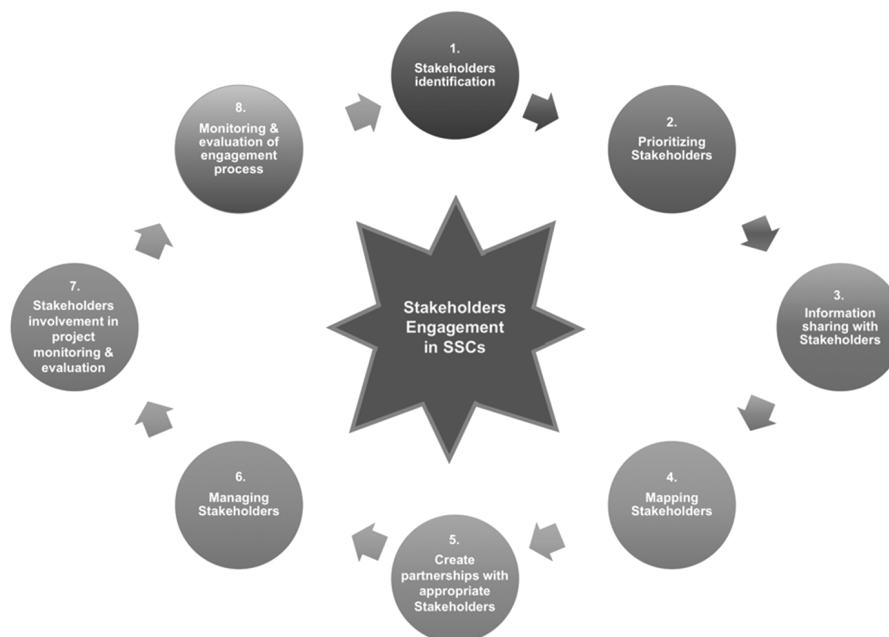 1.
Stakeholders
identification
2.
Prioritizing
Stakeholders
3.
Information
sharing with
Stakeholders
4.
Mapping
Stakeholders
5.
Create
partnerships with
appropriate
Stakeholders
6.
Managing
Stakeholders
7.
Stakeholders
involvement in
project
monitoring &
evaluation
8.
Monitoring &
evaluation of
engagement
process
Stakeholders
Engagement
in SSCs